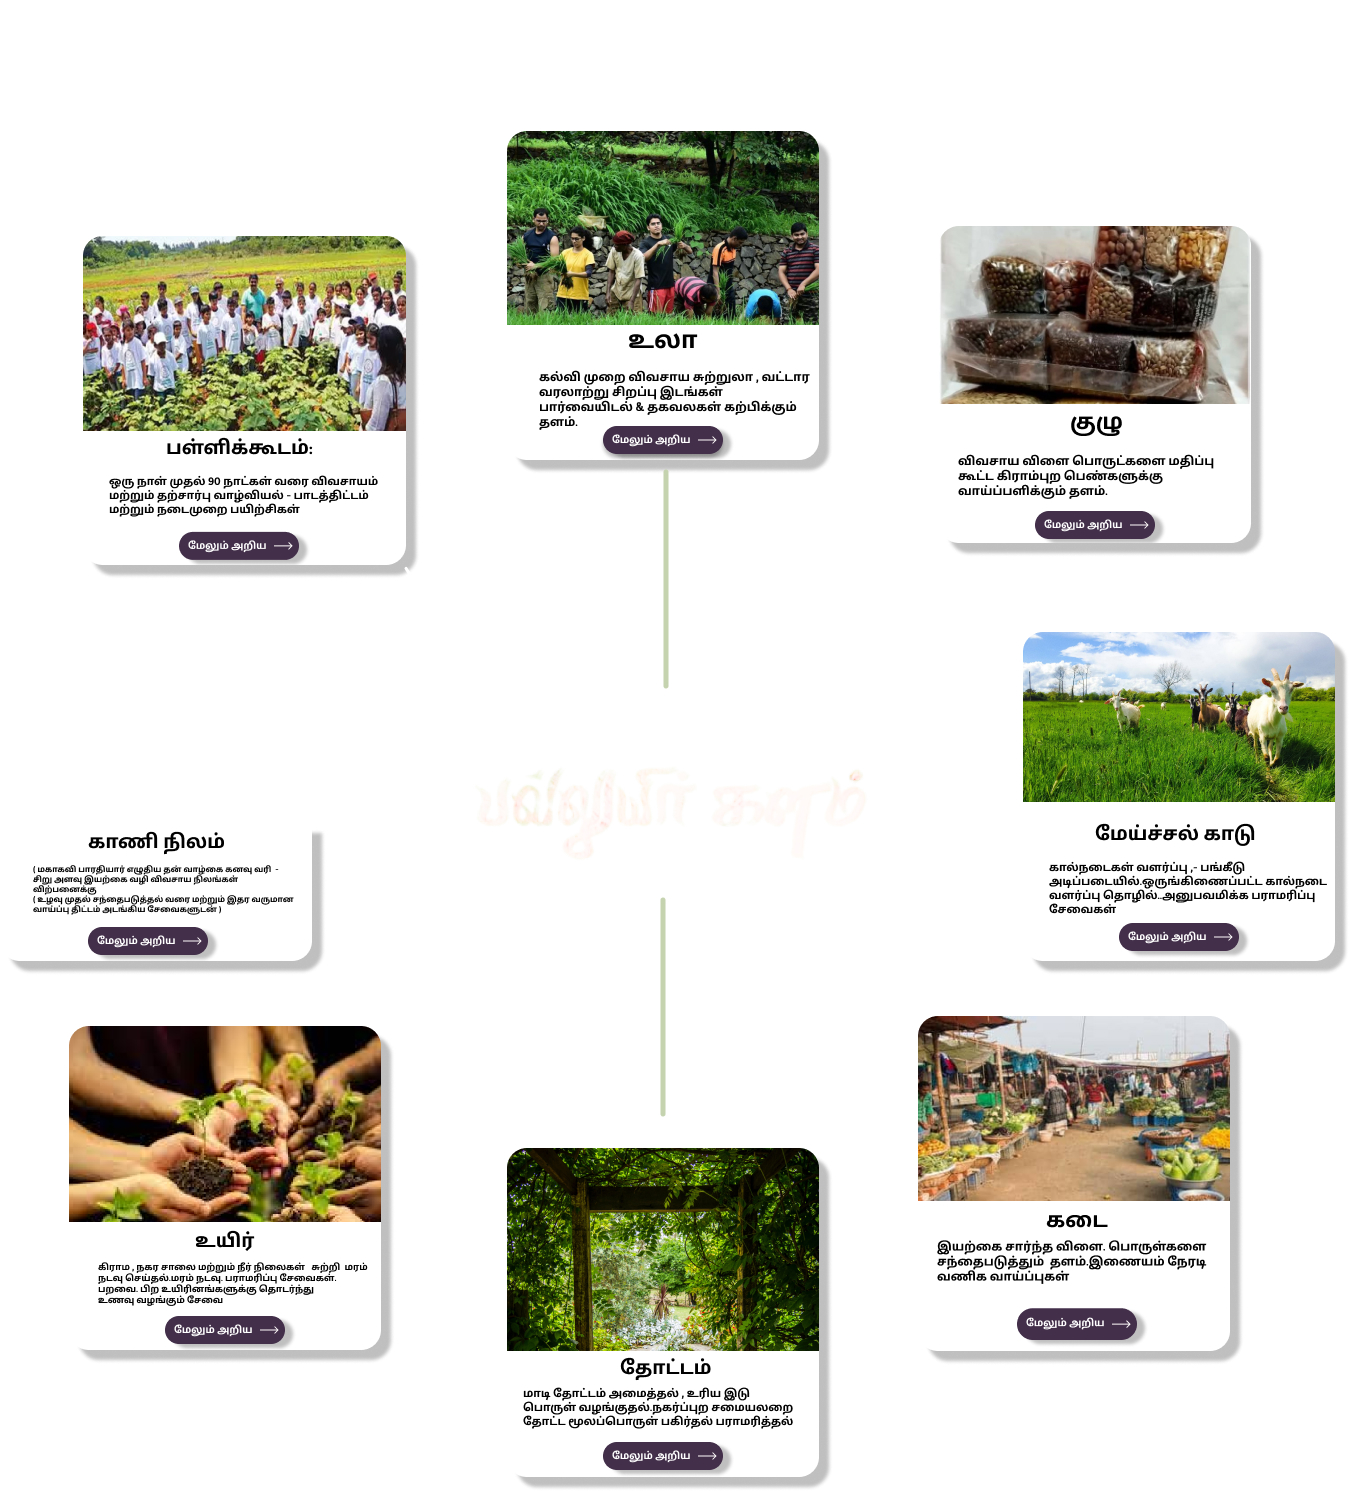 உலா
கல்வி முறை விவசாய சுற்றுலா , வட்டார
வரலாற்று சிறப்பு இடங்கள்
பார்வையிடல் & தகவலகள் கற்பிக்கும்
தளம்.
மேலும் அறிய
பள்ளிக்கூடம்:
ஒரு நாள் முதல் 90 நாட்கள் வரை விவசாயம்
மற்றும் தற்சார்பு வாழ்வியல் - பாடத்திட்டம்
மற்றும் நடைமுறை பயிற்சிகள்
மேலும் அறிய
குழு
விவசாய விளை பொருட்களை மதிப்பு
கூட்ட கிராம்புற பெண்களுக்கு
வாய்ப்பளிக்கும் தளம்.
மேலும் அறிய
பல்லுயிர் களம்
காணி நிலம்
( மகாகவி பாரதியார் எழுதிய தன் வாழ்கை கனவு வரி -
சிறு அளவு இயற்கை வழி விவசாய நிலங்கள்
விற்பனைக்கு
( உழவு முதல் சந்தைபடுத்தல் வரை மற்றும் இதர வருமான
வாய்ப்பு திட்டம் அடங்கிய சேவைகளுடன் )
மேலும் அறிய
மேய்ச்சல் காடு
கால்நடைகள் வளர்ப்பு ,- பங்கீடு
அடிப்படையில்.ஒருங்கிணைப்பட்ட கால்நடை
வளர்ப்பு தொழில்..அனுபவமிக்க பராமரிப்பு
சேவைகள்
மேலும் அறிய
உயிர்
கிராம , நகர சாலை மற்றும் நீர் நிலைகள் சுற்றி மரம்
நடவு செய்தல்.மரம் நடவு. பராமரிப்பு சேவைகள்.
பறவை. பிற உயிரினங்களுக்கு தொடர்ந்து
உணவு வழங்கும் சேவை
மேலும் அறிய
கடை
இயற்கை சார்ந்த விளை. பொருள்களை
சந்தைபடுத்தும் தளம்.இணையம் நேரடி
வணிக வாய்ப்புகள்
மேலும் அறிய
தோட்டம்
மாடி தோட்டம் அமைத்தல் , உரிய இடு
பொருள் வழங்குதல்.நகர்ப்புற சமையலறை
தோட்ட மூலப்பொருள் பகிர்தல் பராமரித்தல்
மேலும் அறிய